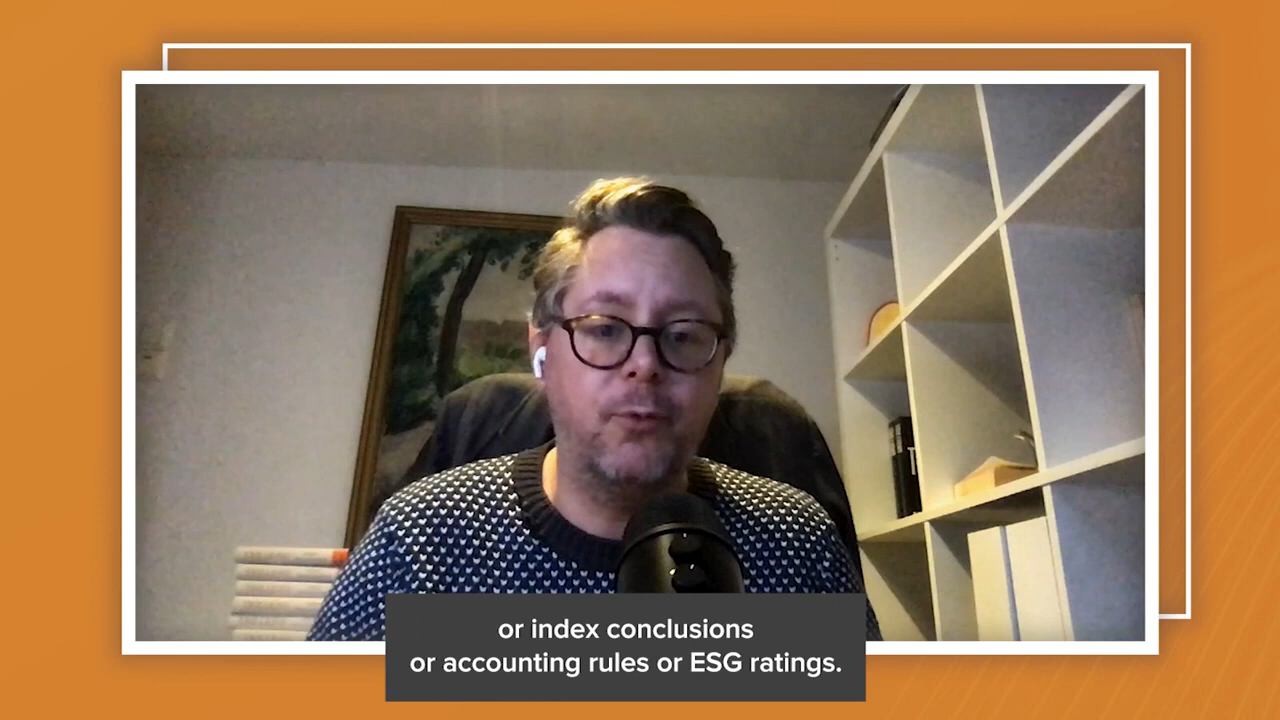 or index conclusions
or accounting rules or ESG ratings.